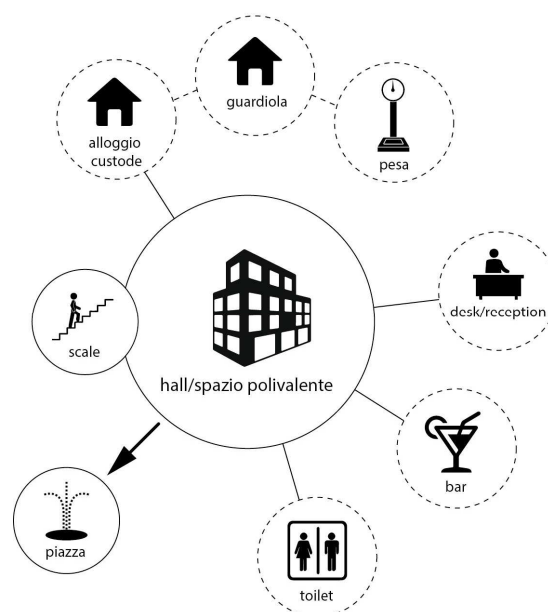 guardiola
alloggio
custode
pesa
desk/reception
scale
hall/spazio polivalente
bar
piazza
toilet